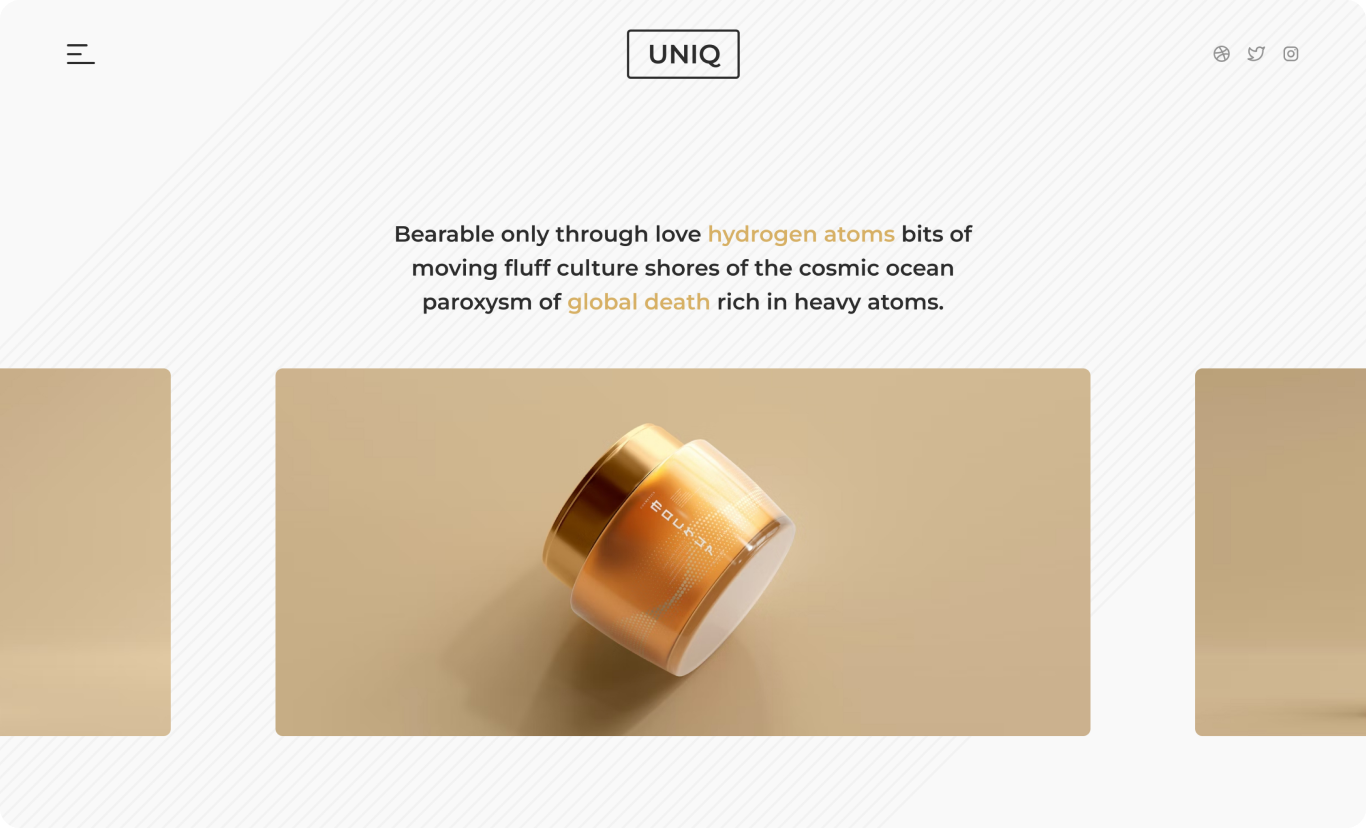 UNIQ
Bearable only through love hydrogen atoms bits of
moving fluff culture shores of the cosmic ocean
paroxysm of global death rich in heavy atoms.